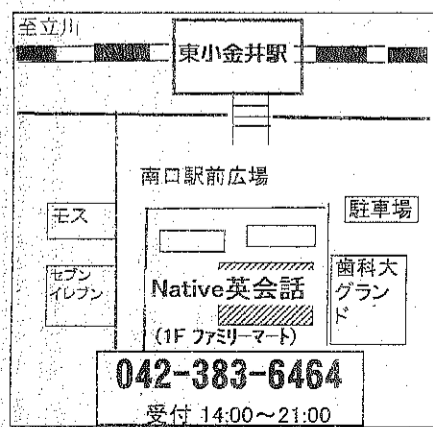 至立川
東小金井駅
南口駅前広場
モス
駐車場
セブン
イレブン
Native英会話
(1F ファミリーマート)
歯科大
グラン
ド
042-383-6464
受付 14:00～21:00